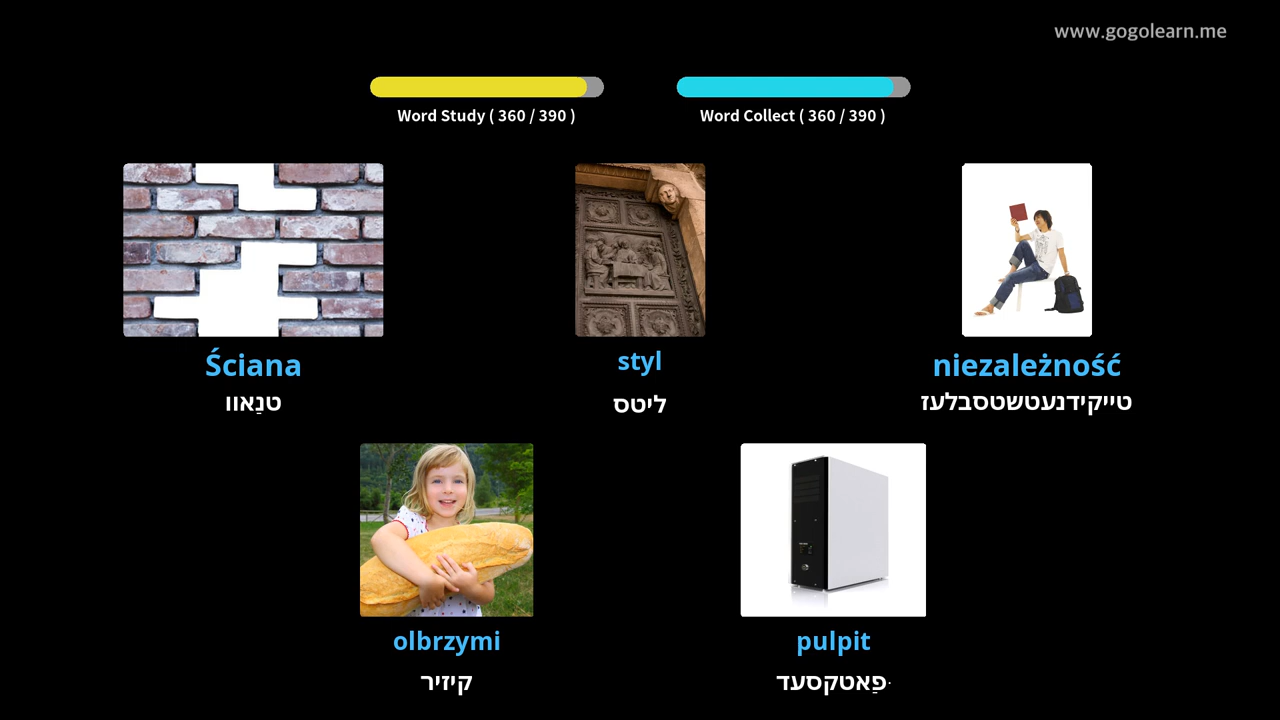 www.gogolearn.me
Word Study ( 360 / 390 )
Word Collect ( 360 / 390 )
Ściana
טנַאוו
styl
ליטס
niezależność
טייקידנעטשטסבלעז
olbrzymi
קיזיר
pulpit
ּפַאטקסעד